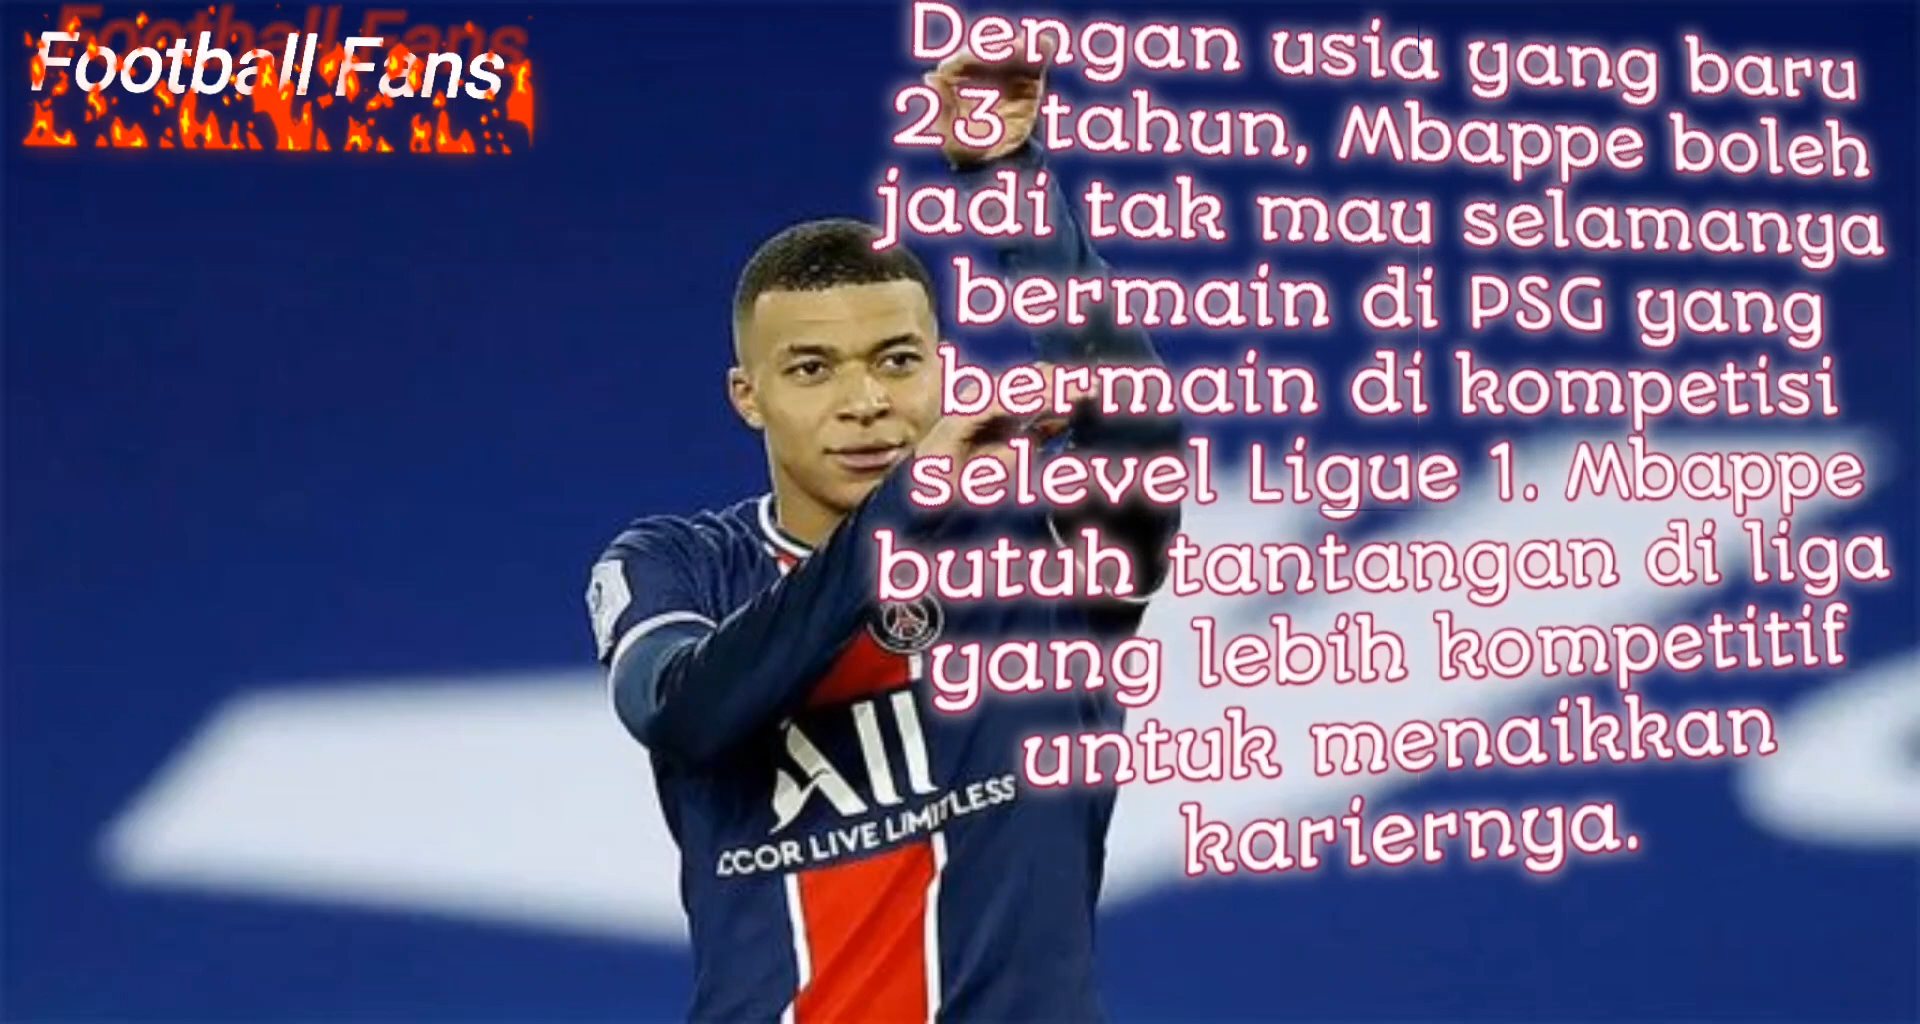 Football Fans
Dengan usia yang baru
23 tahun, Mbappe boleh
jadi tak mau selamanya
bermain di PSG yang
bermain di kompetisi
selevel Ligue 1. Mbappe
butuh tantangan di liga
yang lebih kompetitif
untuk menaikkan
kariernya.
ALL
CCOR LIVE LIMITLESS